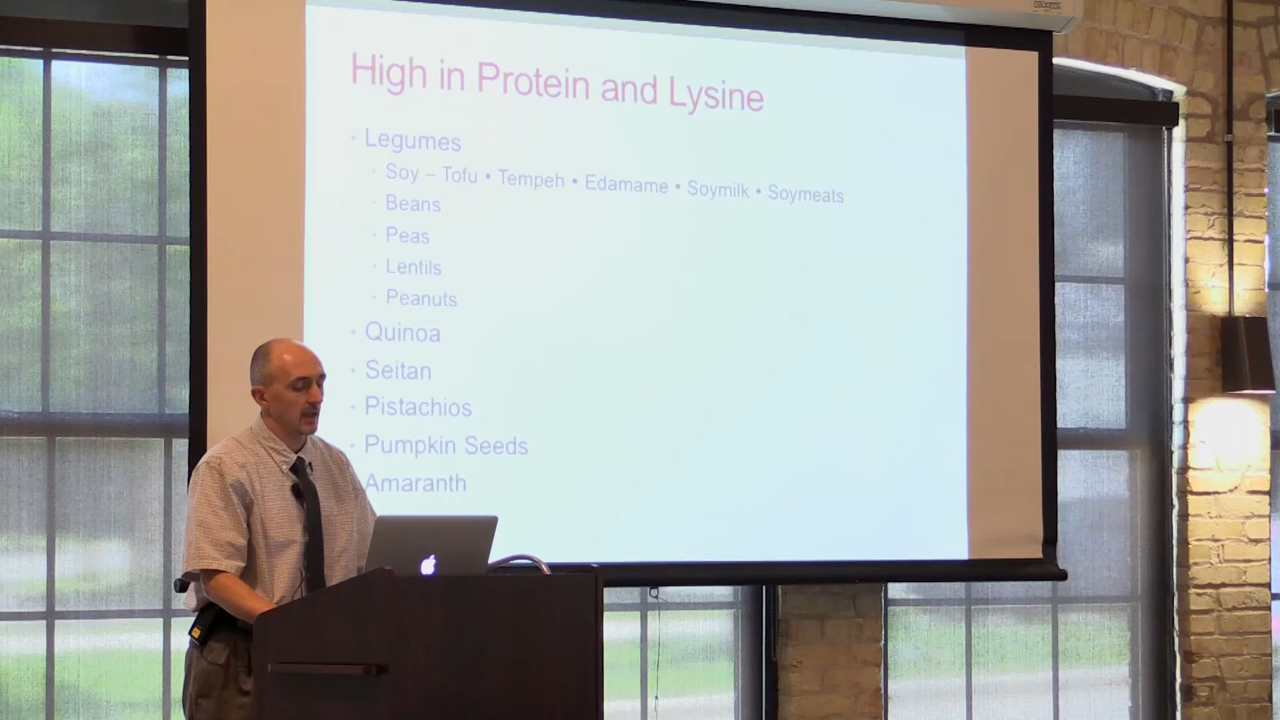 High in Protein and Lysine
• Legumes
• Soy – Tofu • Tempeh • Edamame • Soymilk • Soymeats
• Beans
• Peas
• Lentils
• Peanuts
• Quinoa
• Seitan
• Pistachios
• Pumpkin Seeds
Amaranth